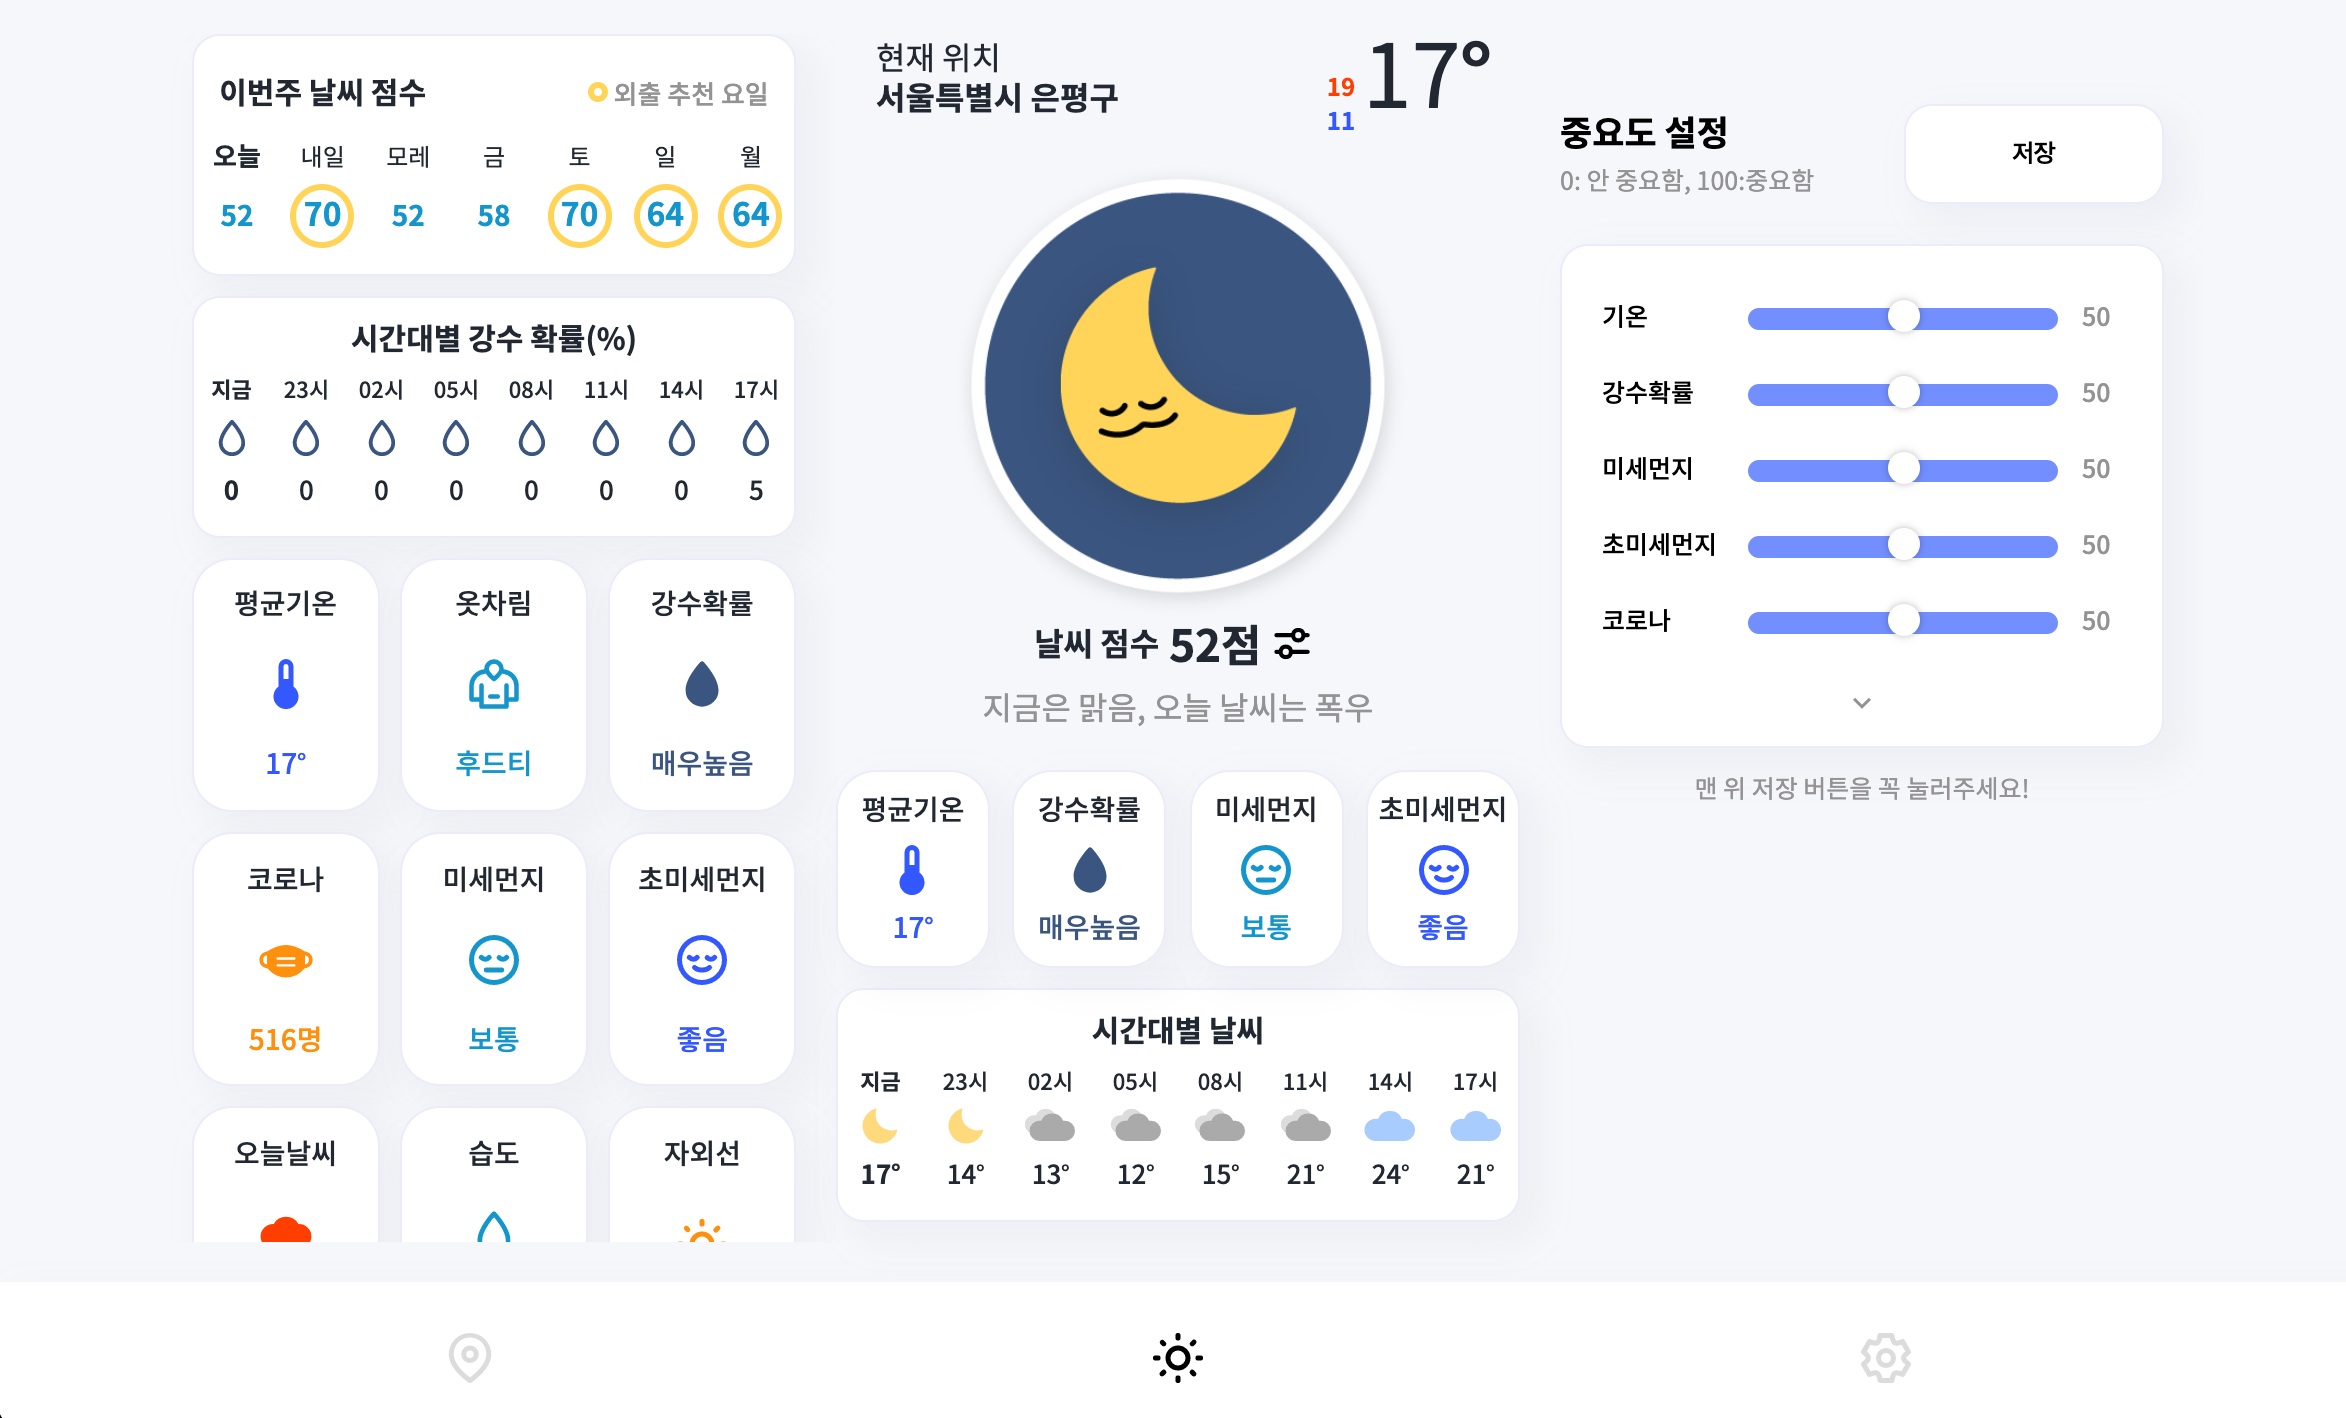 이번주 날씨 점수
외출 추천 요일
오늘 내일 모레 금 토 일 월
52 70 52 58 70 64 64
시간대별 강수 확률(%)
지금 23시 02시 05시 08시 11시 14시 17시
0 0 0 0 0 0 0 5
평균기온 옷차림 강수확률
17° 후드티 매우높음
코로나 미세먼지 초미세먼지
516명 보통 좋음
오늘날씨 습도 자외선
현재 위치
서울특별시 은평구
19
11
17°
날씨 점수 52점
지금은 맑음, 오늘 날씨는 폭우
평균기온 강수확률 미세먼지 초미세먼지
17° 매우높음 보통 좋음
시간대별 날씨
지금 23시 02시 05시 08시 11시 14시 17시
17° 14° 13° 12° 15° 21° 24° 21°
중요도 설정
0: 안 중요함, 100:중요함
저장
기온 50
강수확률 50
미세먼지 50
초미세먼지 50
코로나 50
맨 위 저장 버튼을 꼭 눌러주세요!